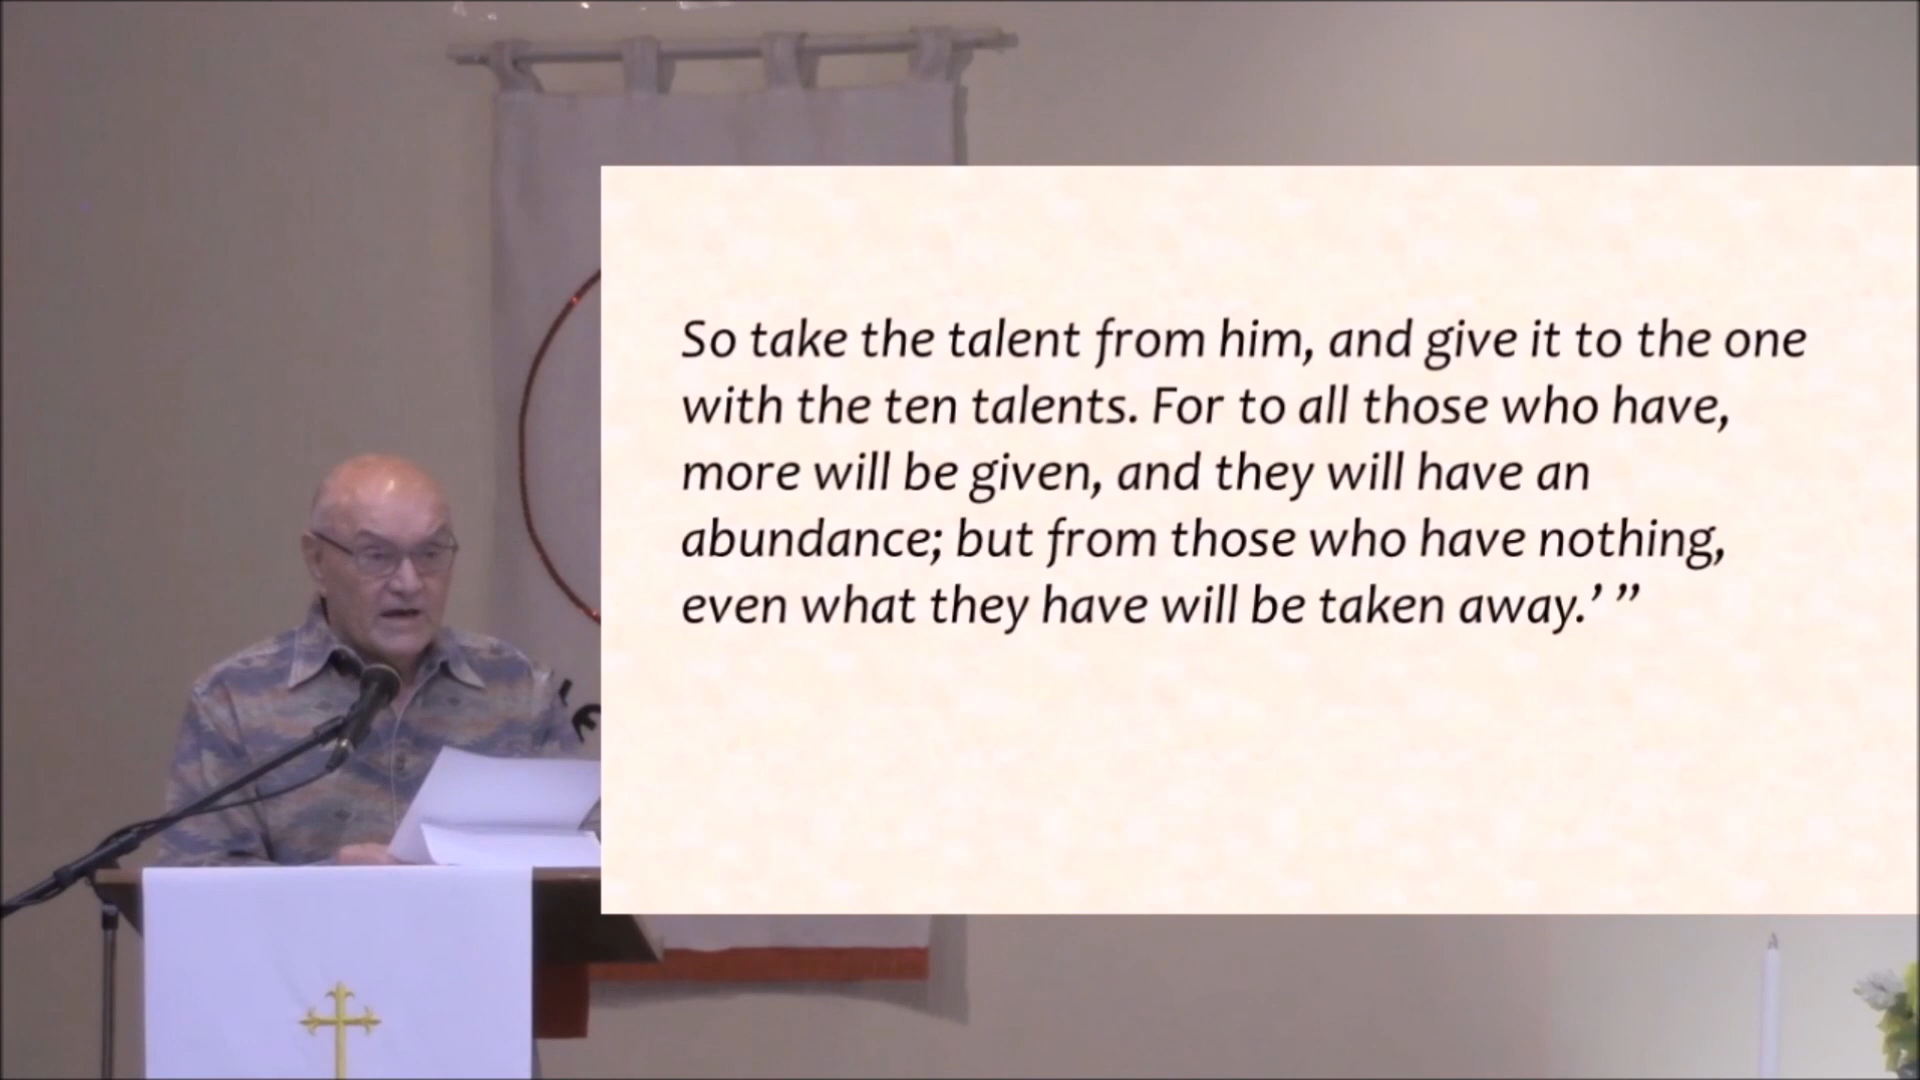 So take the talent from him, and give it to the one
with the ten talents. For to all those who have,
more will be given, and they will have an
abundance; but from those who have nothing,
even what they have will be taken away.’ ”